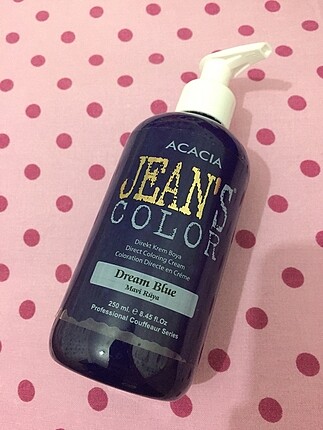 ACACIA
JEAN'S
COLOR
Direkt Krem Boya
Direct Coloring Cream
Coloration Directe en Crème
Dream Blue
Mavi Rüya
250 ml. ℮ 8.45 fl.Oz
Professional Couffeaur Series